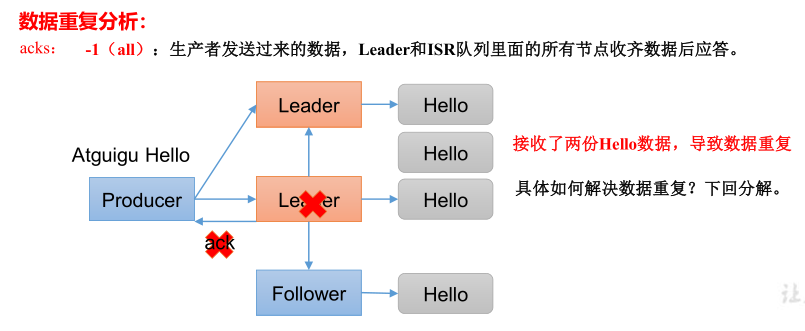 数据重复分析：
acks： -1（all）：生产者发送过来的数据，Leader和ISR队列里面的所有节点收齐数据后应答。
Leader
Hello
Atguigu Hello
Hello
接收了两份Hello数据，导致数据重复
Producer
Leader
Hello
具体如何解决数据重复？下回分解。
ack
Follower
Hello
让